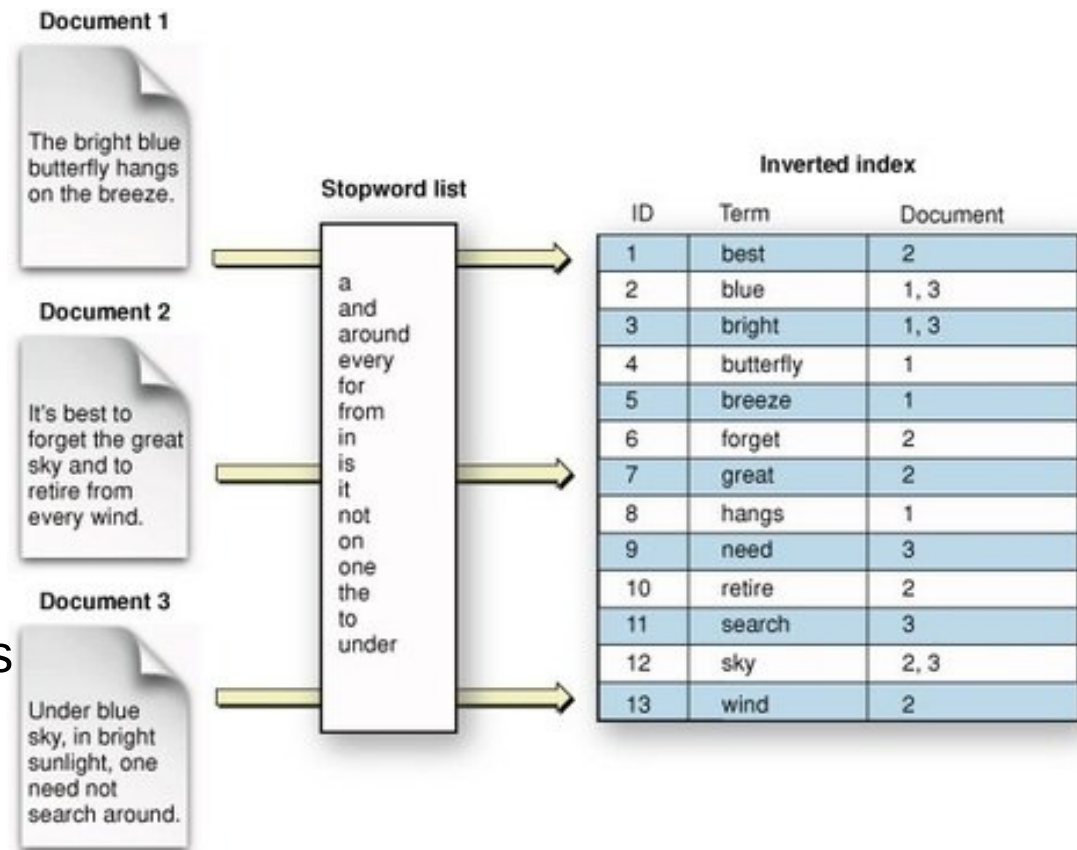 Document 1
The bright blue
butterfly hangs
on the breeze.
Document 2
It's best to
forget the great
sky and to
retire from
every wind.
Document 3
s
Under blue
sky, in bright
sunlight, one
need not
search around.
Stopword list
a
and
around
every
for
from
in
is
it
not
on
one
the
to
under
Inverted index
ID Term Document
1 best 2
2 blue 1, 3
3 bright 1, 3
4 butterfly 1
5 breeze 1
6 forget 2
7 great 2
8 hangs 1
9 need 3
10 retire 2
11 search 3
12 sky 2, 3
13 wind 2